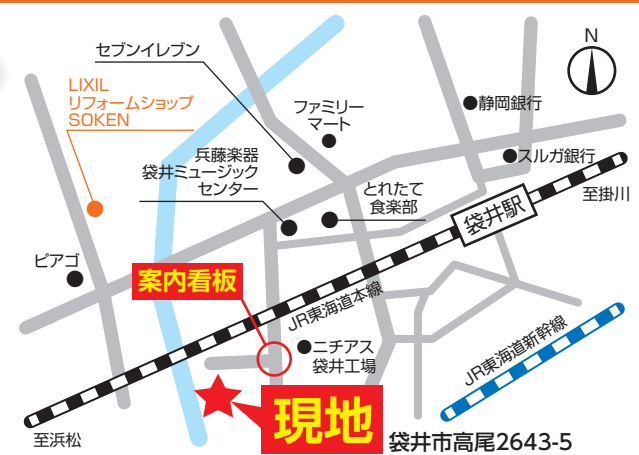 N
セブンイレブン
LIXIL
リフォームショップ
SOKEN
ファミリー
マート
静岡銀行
兵藤楽器
袋井ミュージック
センター
スルガ銀行
とれたて
食楽部
至掛川
袋井駅
ピアゴ
案内看板
JR東海道本線
ニチアス
袋井工場
JR東海道新幹線
現地
至浜松
袋井市高尾2643-5